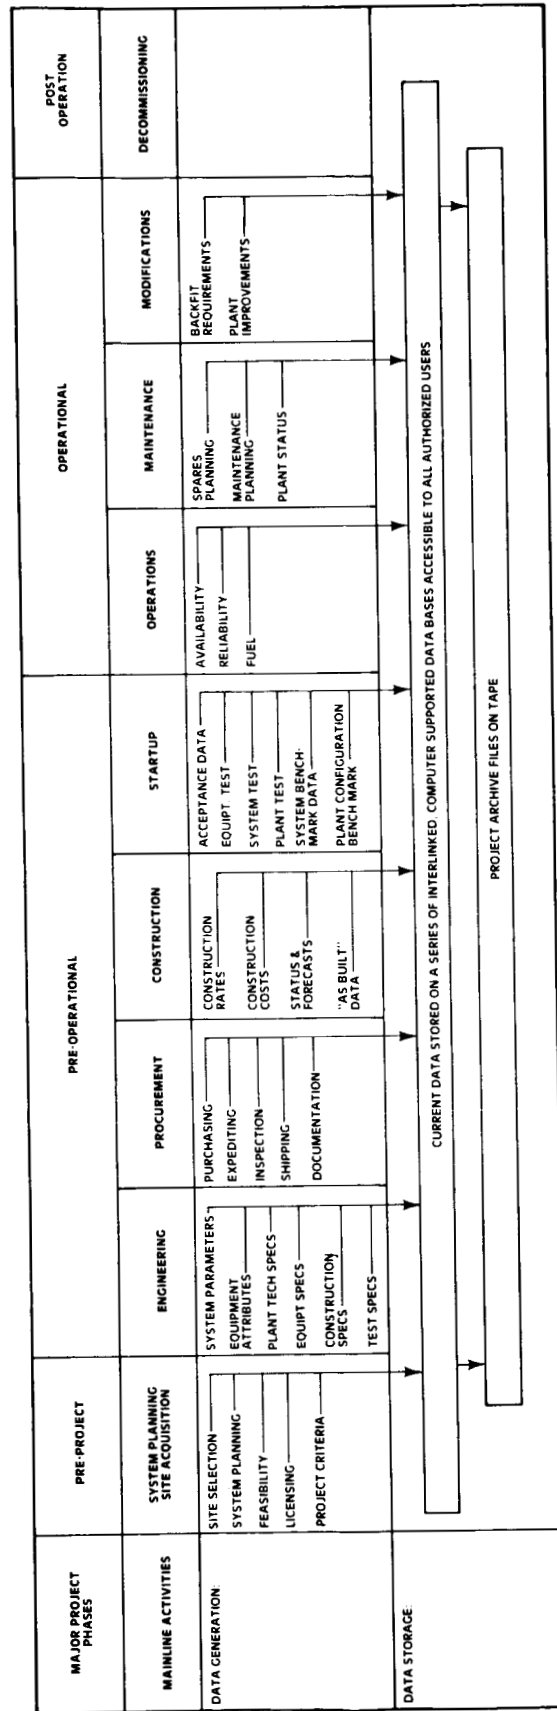 MAJOR PROJECT
PHASES
PRE-PROJECT
PRE-OPERATIONAL
OPERATIONAL
POST
OPERATION
MAINLINE ACTIVITIES
SYSTEM PLANNING
SITE ACQUISITION
ENGINEERING
PROCUREMENT
CONSTRUCTION
STARTUP
OPERATIONS
MAINTENANCE
MODIFICATIONS
DECOMMISSIONING
DATA GENERATION:
SITE SELECTION
SYSTEM PLANNING
FEASIBILITY
LICENSING
PROJECT CRITERIA
SYSTEM PARAMETERS
EQUIPMENT
ATTRIBUTES
PLANT TECH SPECS
EQUIPT SPECS
CONSTRUCTION
SPECS
TEST SPECS
PURCHASING
EXPEDITING
INSPECTION
SHIPPING
DOCUMENTATION
CONSTRUCTION
RATES
CONSTRUCTION
COSTS
STATUS &
FORECASTS
"AS BUILT"
DATA
ACCEPTANCE DATA
EQUIPT. TEST
SYSTEM TEST
PLANT TEST
SYSTEM BENCH-
MARK DATA
PLANT CONFIGURATION
BENCH MARK
AVAILABILITY
RELIABILITY
FUEL
SPARES
PLANNING
MAINTENANCE
PLANNING
PLANT STATUS
BACKFIT
REQUIREMENTS
PLANT
IMPROVEMENTS
DATA STORAGE:
CURRENT DATA STORED ON A SERIES OF INTERLINKED, COMPUTER SUPPORTED DATA BASES ACCESSIBLE TO ALL AUTHORIZED USERS
PROJECT ARCHIVE FILES ON TAPE